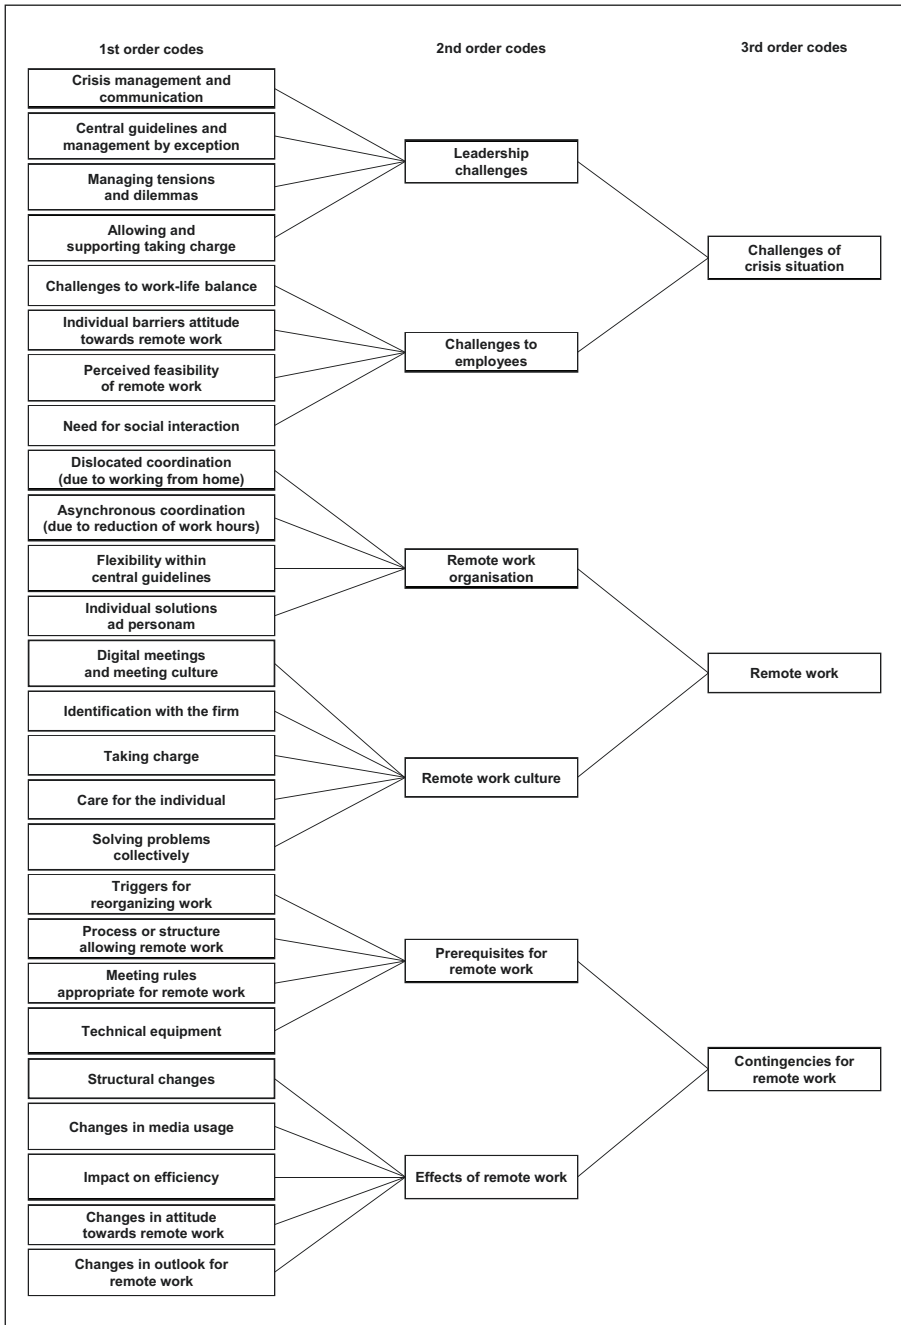 1st order codes
2nd order codes
3rd order codes
Crisis management and
communication
Central guidelines and
management by exception
Managing tensions
and dilemmas
Allowing and
supporting taking charge
Challenges to work-life balance
Individual barriers attitude
towards remote work
Perceived feasibility
of remote work
Need for social interaction
Dislocated coordination
(due to working from home)
Asynchronous coordination
(due to reduction of work hours)
Flexibility within
central guidelines
Individual solutions
ad personam
Digital meetings
and meeting culture
Identification with the firm
Taking charge
Care for the individual
Solving problems
collectively
Triggers for
reorganizing work
Process or structure
allowing remote work
Meeting rules
appropriate for remote work
Technical equipment
Structural changes
Changes in media usage
Impact on efficiency
Changes in attitude
towards remote work
Changes in outlook for
remote work
Leadership
challenges
Challenges to
employees
Remote work
organisation
Remote work culture
Prerequisites for
remote work
Effects of remote work
Challenges of
crisis situation
Remote work
Contingencies for
remote work